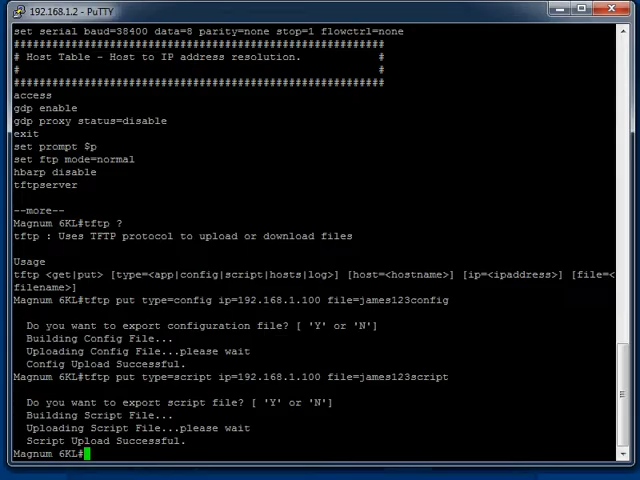 192.168.1.2 - PuTTY
set serial baud=38400 data=8 parity=none stop=1 flowctrl=none
##########################################################
# Host Table - Host to IP address resolution.            #
#                                                        #
##########################################################
access
gdp enable
gdp proxy status=disable
exit
set prompt $p
set ftp mode=normal
hbarp disable
tftpserver
--more--
Magnum 6KL#tftp ?
tftp : Uses TFTP protocol to upload or download files
Usage
tftp <get|put> [type=<app|config|script|hosts|log>] [host=<hostname>] [ip=<ipaddress>] [file=<
filename>]
Magnum 6KL#tftp put type=config ip=192.168.1.100 file=james123config
Do you want to export configuration file? [ 'Y' or 'N']
Building Config File...
Uploading Config File...please wait
Config Upload Successful.
Magnum 6KL#tftp put type=script ip=192.168.1.100 file=james123script
Do you want to export script file? [ 'Y' or 'N']
Building Script File...
Uploading Script File...please wait
Script Upload Successful.
Magnum 6KL#